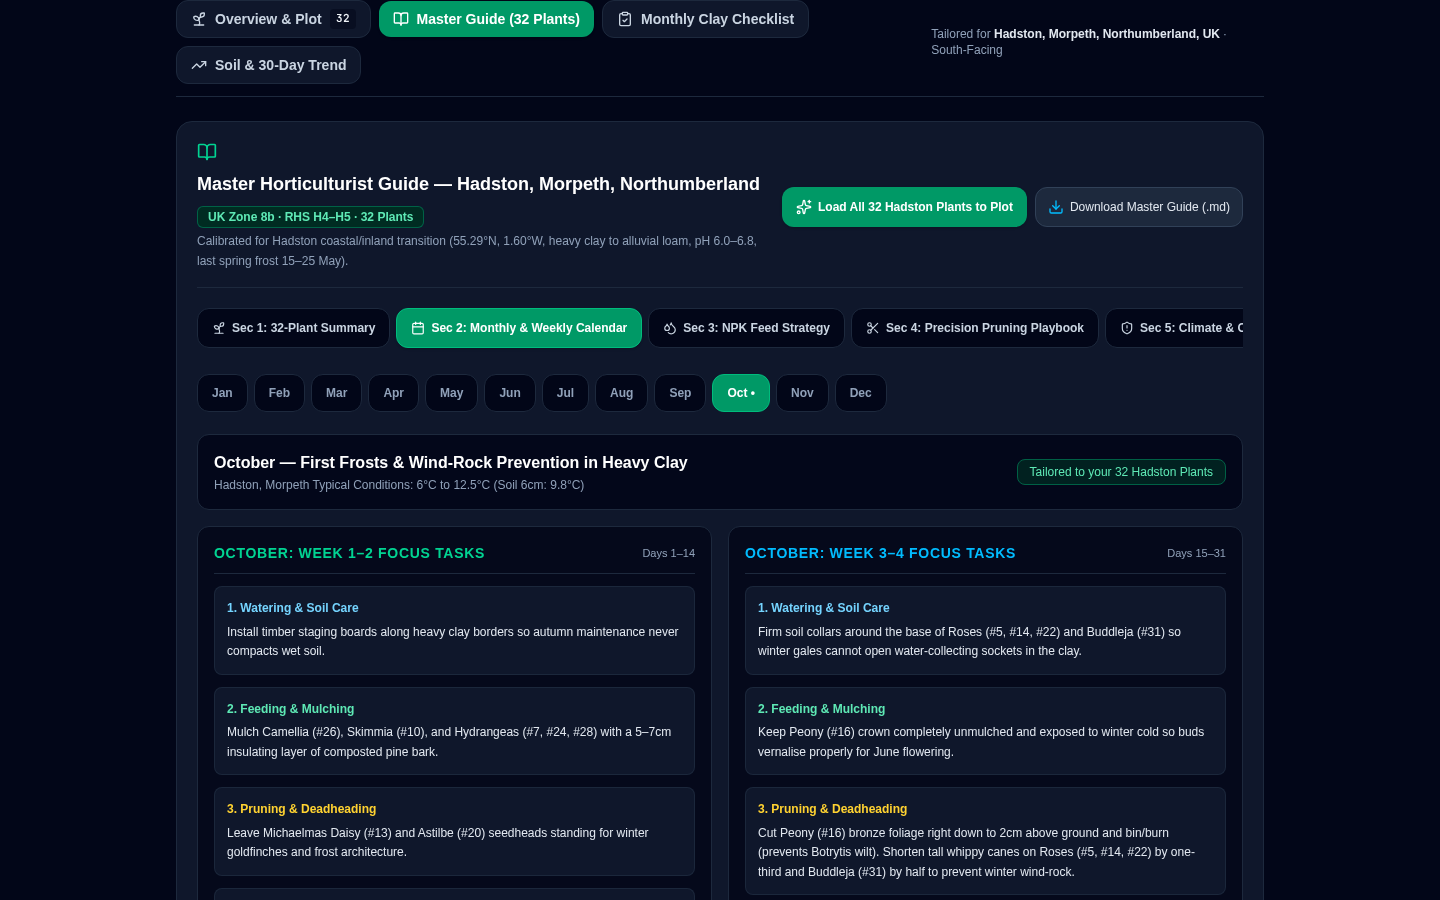 Overview & Plot 32
Master Guide (32 Plants)
Monthly Clay Checklist
Soil & 30-Day Trend
Tailored for Hadston, Morpeth, Northumberland, UK ·
South-Facing
Master Horticulturist Guide — Hadston, Morpeth, Northumberland
UK Zone 8b · RHS H4–H5 · 32 Plants
Calibrated for Hadston coastal/inland transition (55.29°N, 1.60°W, heavy clay to alluvial loam, pH 6.0–6.8,
last spring frost 15–25 May).
Load All 32 Hadston Plants to Plot
Download Master Guide (.md)
Sec 1: 32-Plant Summary
Sec 2: Monthly & Weekly Calendar
Sec 3: NPK Feed Strategy
Sec 4: Precision Pruning Playbook
Sec 5: Climate & C
Jan
Feb
Mar
Apr
May
Jun
Jul
Aug
Sep
Oct •
Nov
Dec
October — First Frosts & Wind-Rock Prevention in Heavy Clay
Hadston, Morpeth Typical Conditions: 6°C to 12.5°C (Soil 6cm: 9.8°C)
Tailored to your 32 Hadston Plants
OCTOBER: WEEK 1–2 FOCUS TASKS
Days 1–14
1. Watering & Soil Care
Install timber staging boards along heavy clay borders so autumn maintenance never
compacts wet soil.
2. Feeding & Mulching
Mulch Camellia (#26), Skimmia (#10), and Hydrangeas (#7, #24, #28) with a 5–7cm
insulating layer of composted pine bark.
3. Pruning & Deadheading
Leave Michaelmas Daisy (#13) and Astilbe (#20) seedheads standing for winter
goldfinches and frost architecture.
OCTOBER: WEEK 3–4 FOCUS TASKS
Days 15–31
1. Watering & Soil Care
Firm soil collars around the base of Roses (#5, #14, #22) and Buddleja (#31) so
winter gales cannot open water-collecting sockets in the clay.
2. Feeding & Mulching
Keep Peony (#16) crown completely unmulched and exposed to winter cold so buds
vernalise properly for June flowering.
3. Pruning & Deadheading
Cut Peony (#16) bronze foliage right down to 2cm above ground and bin/burn
(prevents Botrytis wilt). Shorten tall whippy canes on Roses (#5, #14, #22) by one-
third and Buddleja (#31) by half to prevent winter wind-rock.